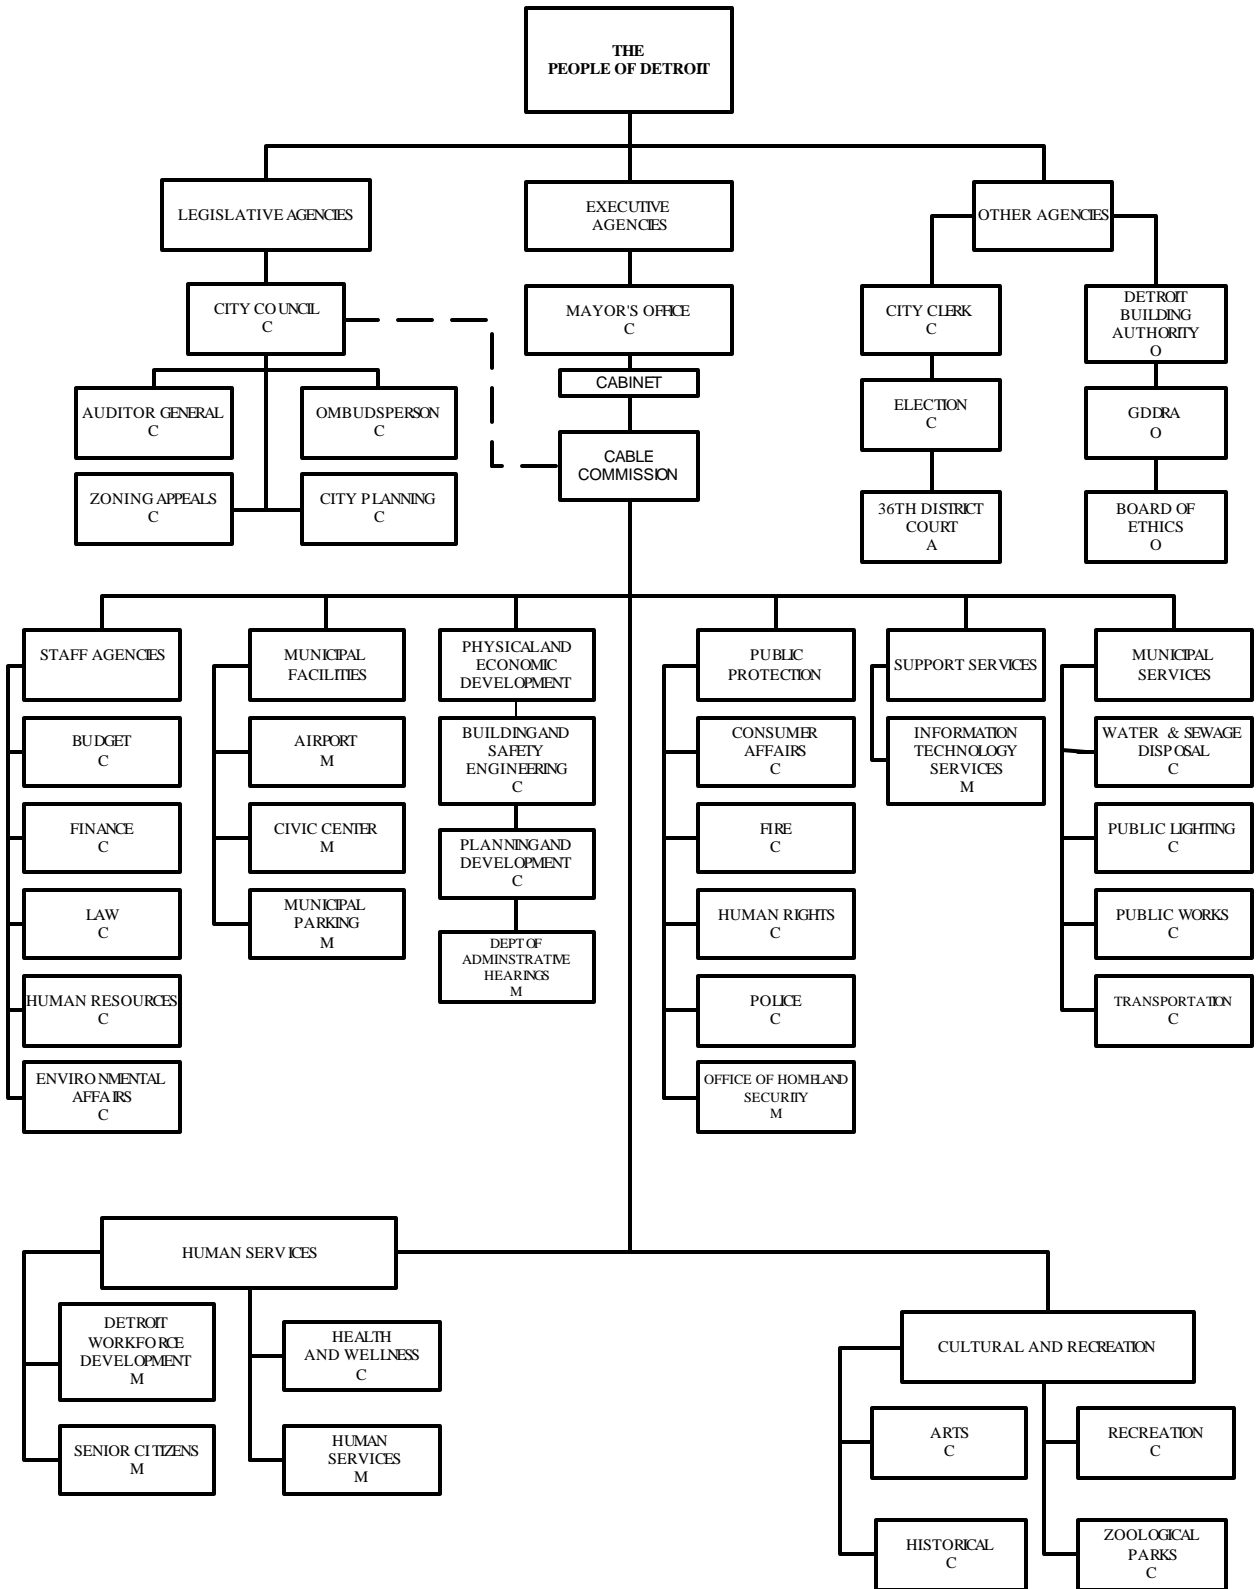 THE
PEOPLE OF DETROIT
LEGISLATIVE AGENCIES
EXECUTIVE
AGENCIES
OTHER AGENCIES
CITY COUNCIL
C
MAYOR'S OFFICE
C
CITY CLERK
C
DETROIT
BUILDING
AUTHORITY
O
CABINET
AUDITOR GENERAL
C
OMBUDSPERSON
C
ELECTION
C
GDDRA
O
CABLE
COMMISSION
ZONING APPEALS
C
CITY PLANNING
C
36TH DISTRICT
COURT
A
BOARD OF
ETHICS
O
STAFF AGENCIES
BUDGET
C
FINANCE
C
LAW
C
HUMAN RESOURCES
C
ENVIRONMENTAL
AFFAIRS
C
MUNICIPAL
FACILITIES
AIRPORT
M
CIVIC CENTER
M
MUNICIPAL
PARKING
M
PHYSICAL AND
ECONOMIC
DEVELOPMENT
BUILDING AND
SAFETY
ENGINEERING
C
PLANNING AND
DEVELOPMENT
C
DEPT OF
ADMINSTRATIVE
HEARINGS
M
PUBLIC
PROTECTION
CONSUMER
AFFAIRS
C
FIRE
C
HUMAN RIGHTS
C
POLICE
C
OFFICE OF HOMELAND
SECURITY
M
SUPPORT SERVICES
INFORMATION
TECHNOLOGY
SERVICES
M
MUNICIPAL
SERVICES
WATER & SEWAGE
DISPOSAL
C
PUBLIC LIGHTING
C
PUBLIC WORKS
C
TRANSPORTATION
C
HUMAN SERVICES
DETROIT
WORKFORCE
DEVELOPMENT
M
HEALTH
AND WELLNESS
C
SENIOR CITIZENS
M
HUMAN
SERVICES
M
CULTURAL AND RECREATION
ARTS
C
RECREATION
C
HISTORICAL
C
ZOOLOGICAL
PARKS
C